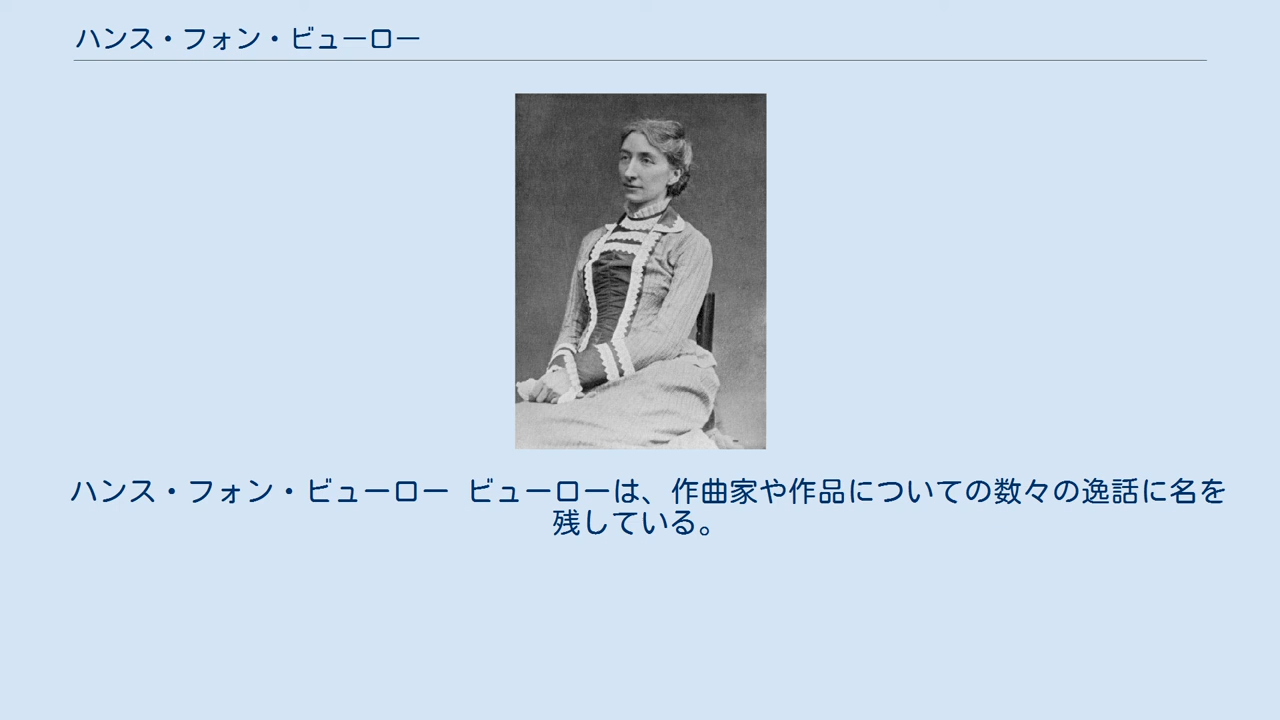 ハンス・フォン・ビューロー
ハンス・フォン・ビューロー ビューローは、作曲家や作品についての数々の逸話に名を
残している。